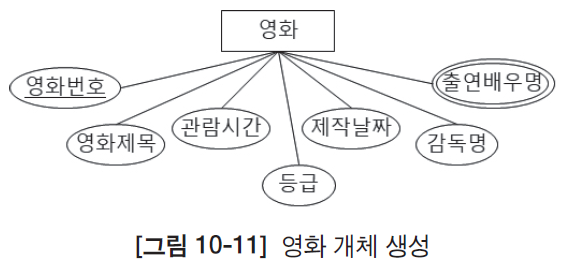 영화
영화번호
출연배우명
영화제목
관람시간
제작날짜
감독명
등급
[그림 10-11] 영화 개체 생성